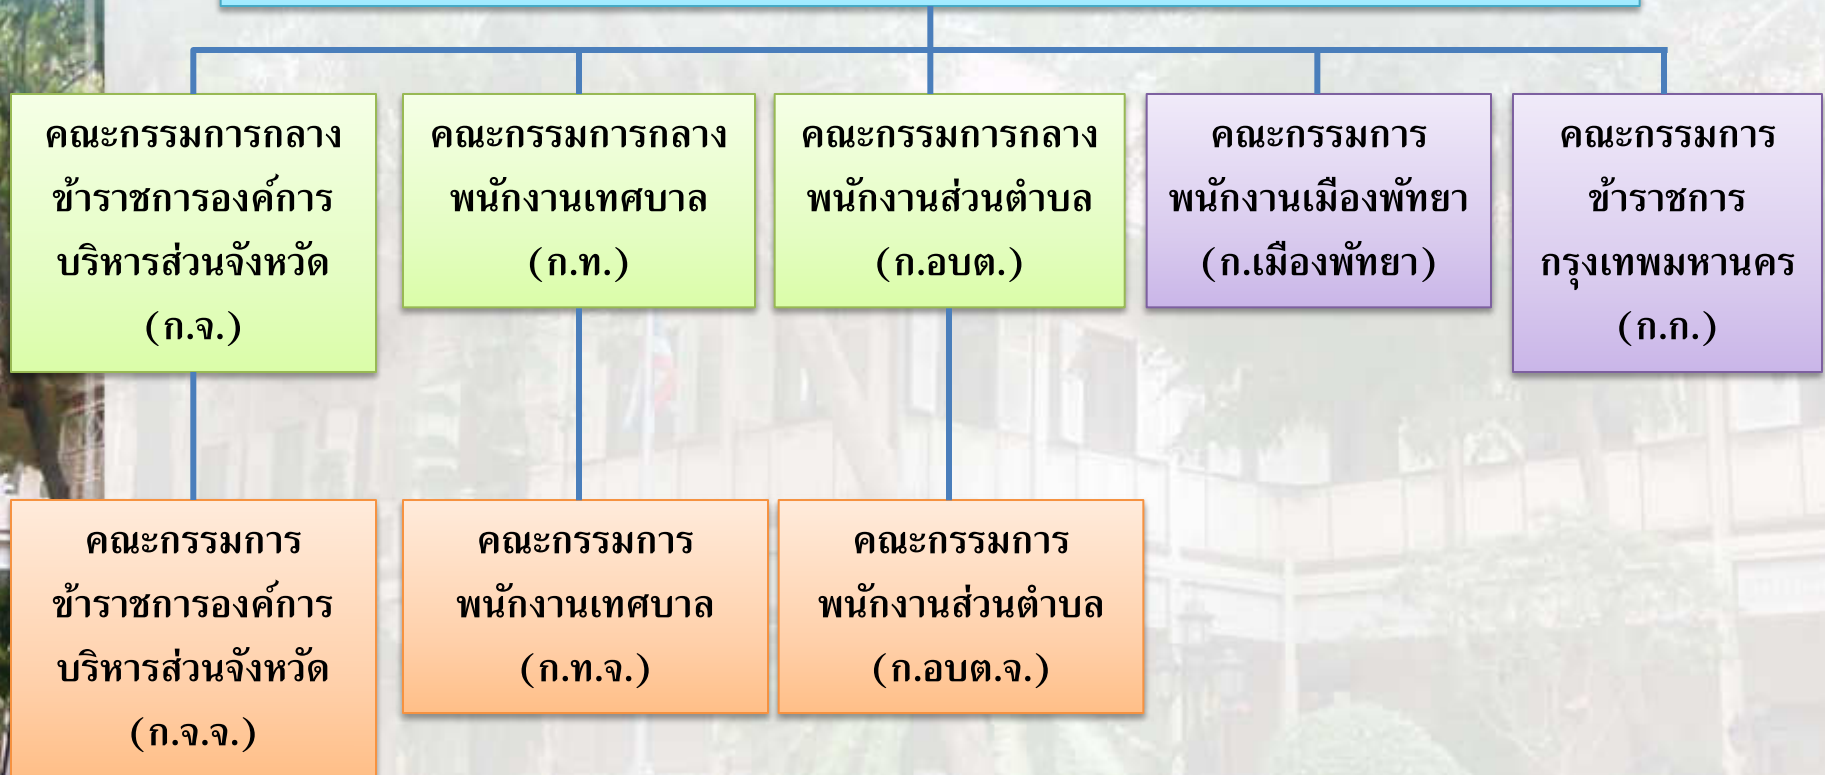 คณะกรรมการกลาง
ข้าราชการองค์การ
บริหารส่วนจังหวัด
(ก.จ.)
คณะกรรมการกลาง
พนักงานเทศบาล
(ก.ท.)
คณะกรรมการกลาง
พนักงานส่วนตำบล
(ก.อบต.)
คณะกรรมการ
พนักงานเมืองพัทยา
(ก.เมืองพัทยา)
คณะกรรมการ
ข้าราชการ
กรุงเทพมหานคร
(ก.ก.)
คณะกรรมการ
ข้าราชการองค์การ
บริหารส่วนจังหวัด
(ก.จ.จ.)
คณะกรรมการ
พนักงานเทศบาล
(ก.ท.จ.)
คณะกรรมการ
พนักงานส่วนตำบล
(ก.อบต.จ.)